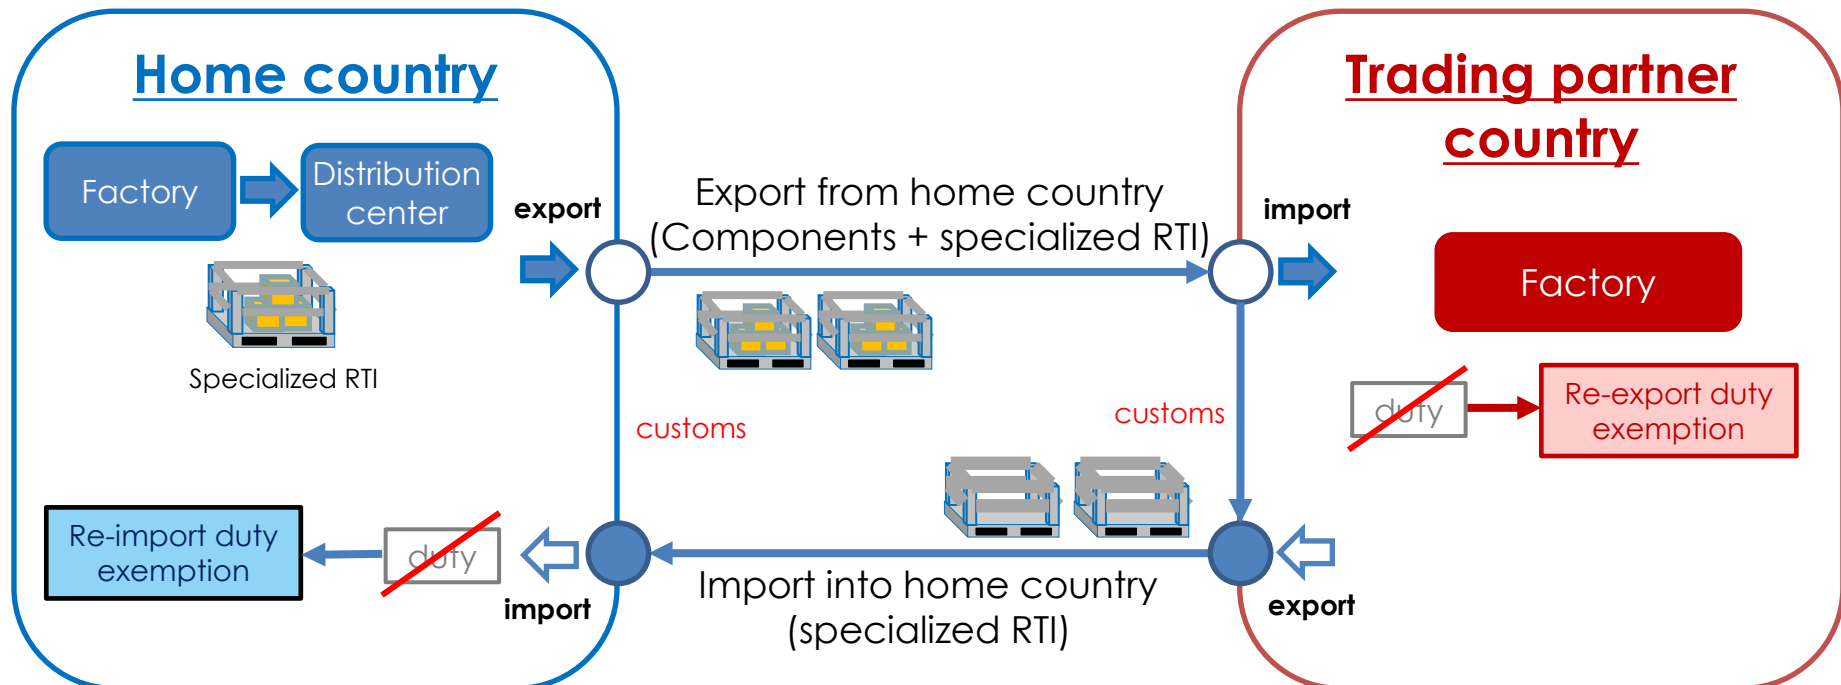 Home country
Trading partner
country
Factory
Distribution
center
export
Export from home country
(Components + specialized RTI)
import
Factory
Specialized RTI
customs
customs
duty
Re-export duty
exemption
Re-import duty
exemption
duty
import
Import into home country
(specialized RTI)
export